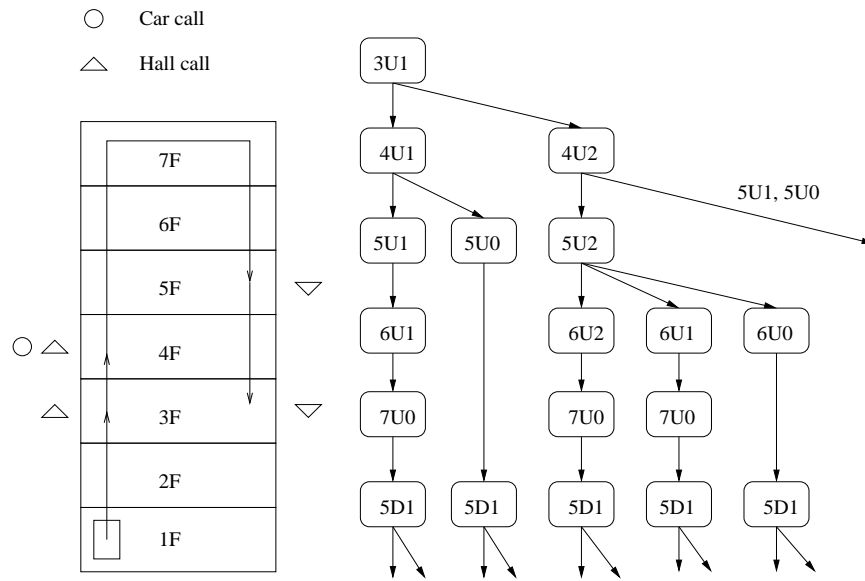 Car call
Hall call
7F
6F
5F
4F
3F
2F
1F
3U1
4U1
4U2
5U1, 5U0
5U1
5U0
5U2
6U1
6U2
6U1
6U0
7U0
7U0
7U0
5D1
5D1
5D1
5D1
5D1